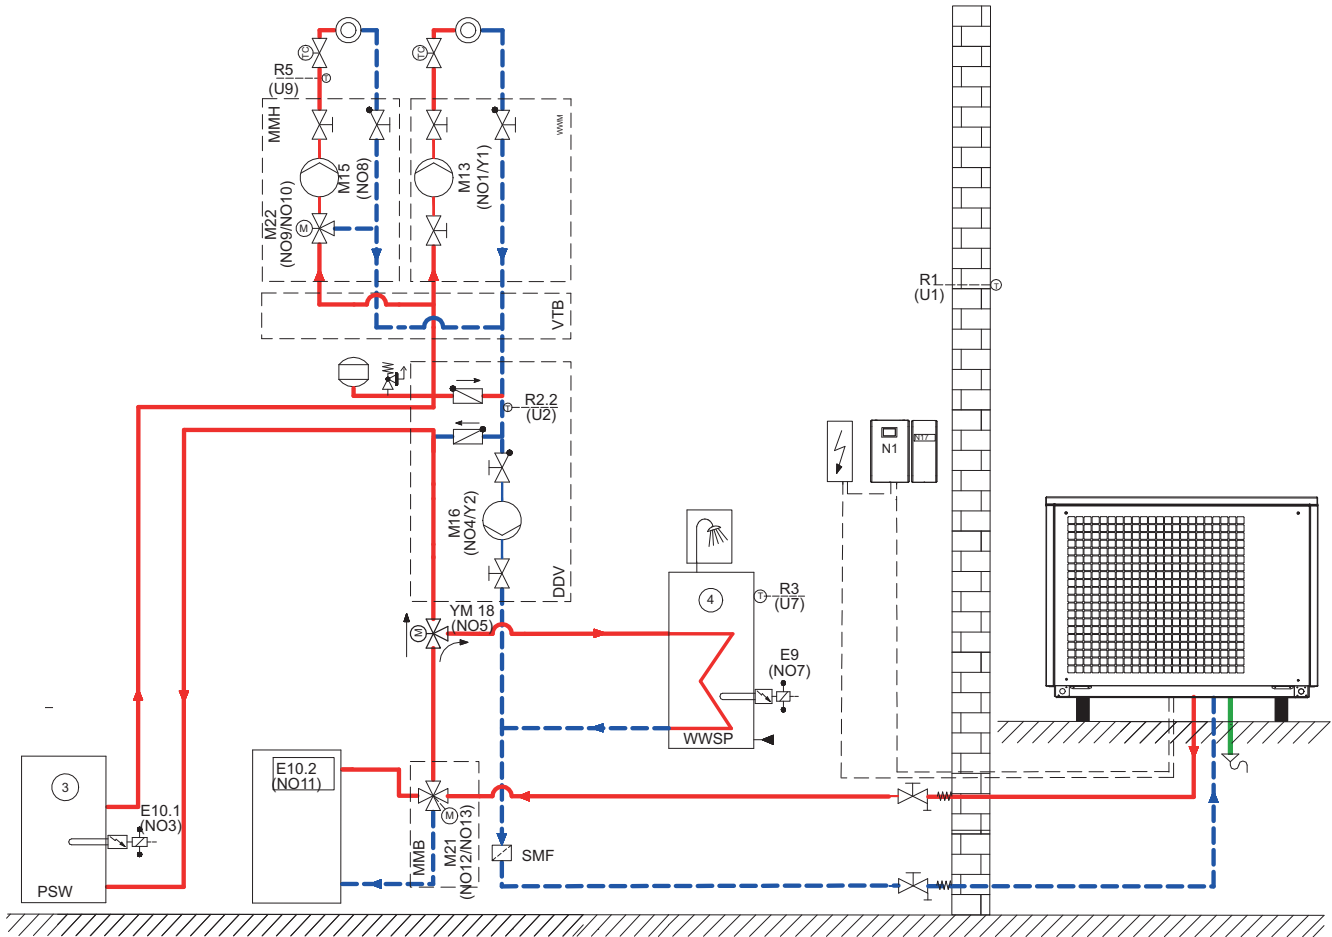 TC
TC
R5
(U9)
T
MMH
M15
(NO8)
M22
(NO9/NO10)
M
M13
(NO1/Y1)
WWM
VTB
R1
(U1)
T
R2.2
(U2)
T
M16
(NO4/Y2)
DDV
N1
N17
YM 18
(NO5)
M
4
R3
(U7)
T
E9
(NO7)
WWSP
3
E10.1
(NO3)
PSW
E10.2
(NO11)
MMB
M21
(NO12/NO13)
M
SMF